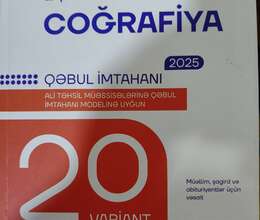 COĞRAFİYA
2025
QƏBUL İMTAHANI
ALİ TƏHSİL MÜƏSSİSƏLƏRİNƏ QƏBUL
İMTAHANI MODELİNƏ UYĞUN
20
VARİANT
Müəllim, şagird və
abituriyentlər üçün
vəsait